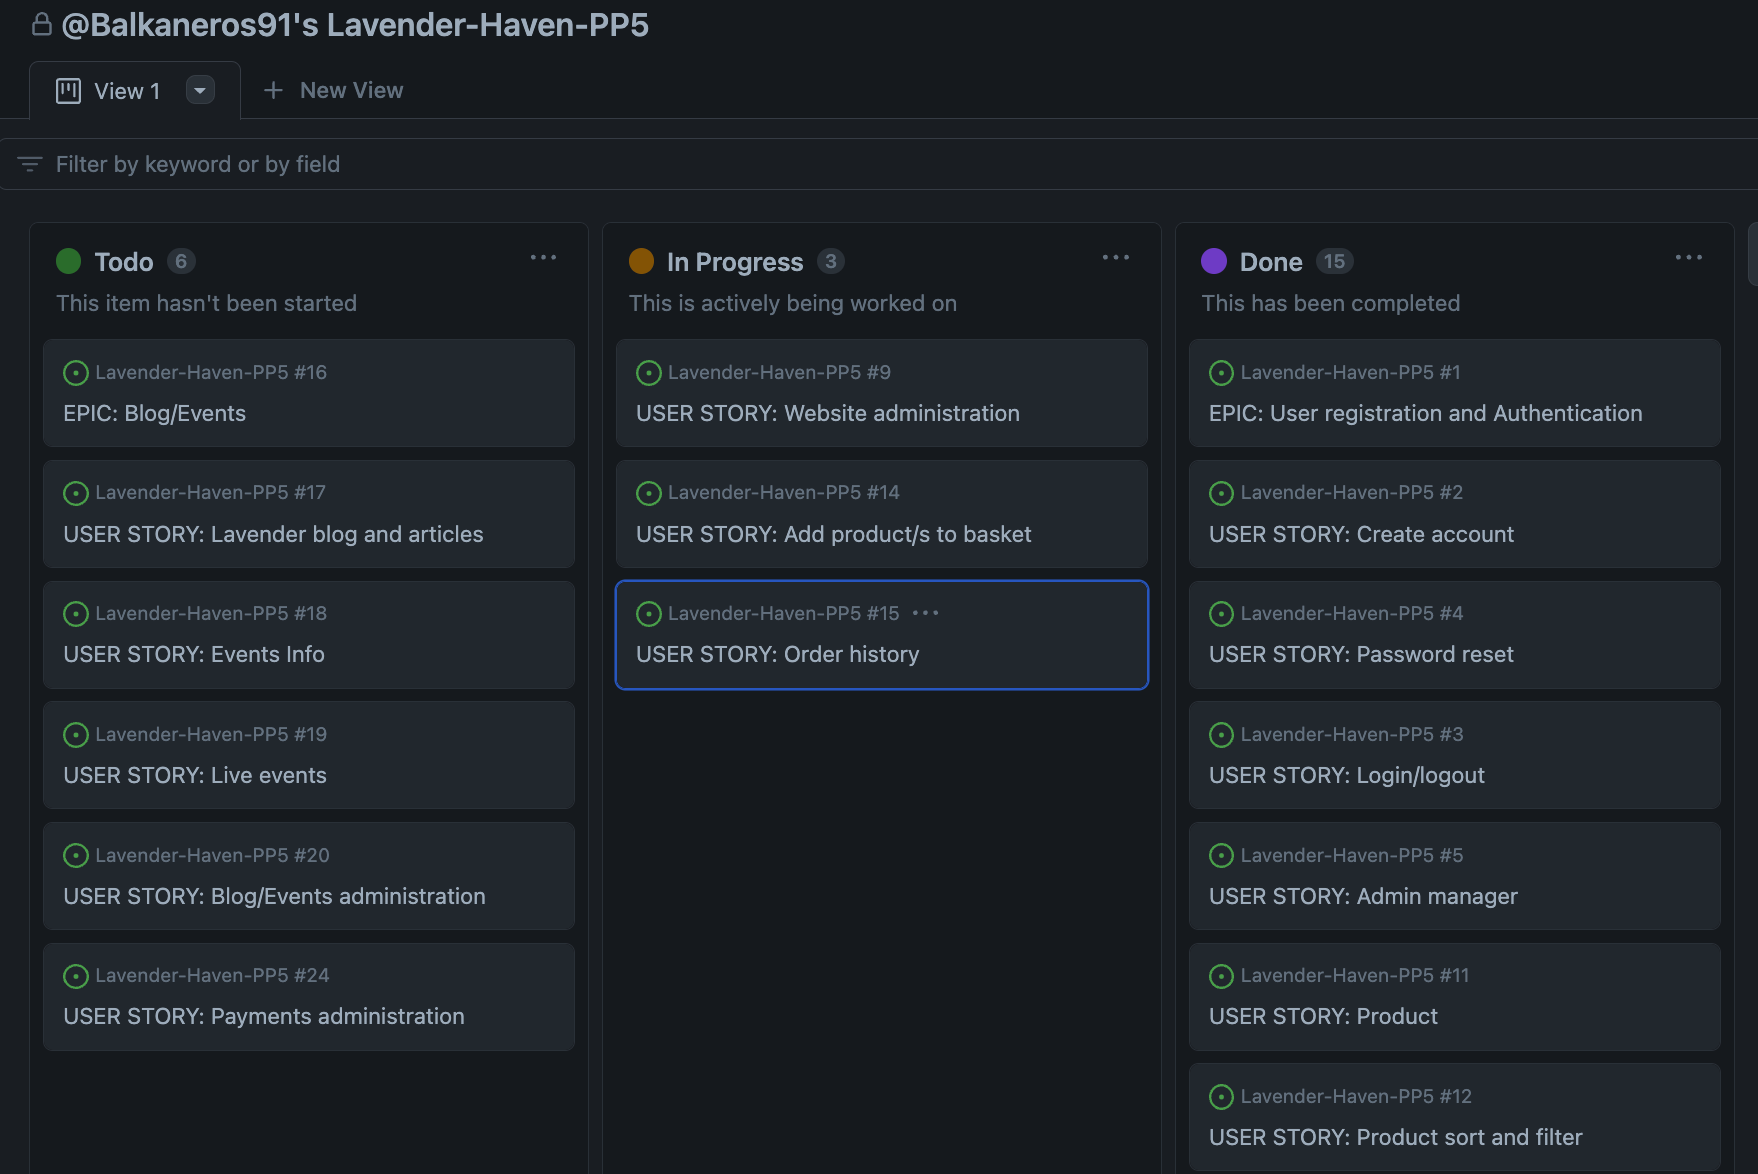 @Balkaneros91's Lavender-Haven-PP5
View 1
New View
Filter by keyword or by field
Todo 6
This item hasn't been started
Lavender-Haven-PP5 #16
EPIC: Blog/Events
Lavender-Haven-PP5 #17
USER STORY: Lavender blog and articles
Lavender-Haven-PP5 #18
USER STORY: Events Info
Lavender-Haven-PP5 #19
USER STORY: Live events
Lavender-Haven-PP5 #20
USER STORY: Blog/Events administration
Lavender-Haven-PP5 #24
USER STORY: Payments administration
In Progress 3
This is actively being worked on
Lavender-Haven-PP5 #9
USER STORY: Website administration
Lavender-Haven-PP5 #14
USER STORY: Add product/s to basket
Lavender-Haven-PP5 #15
USER STORY: Order history
Done 15
This has been completed
Lavender-Haven-PP5 #1
EPIC: User registration and Authentication
Lavender-Haven-PP5 #2
USER STORY: Create account
Lavender-Haven-PP5 #4
USER STORY: Password reset
Lavender-Haven-PP5 #3
USER STORY: Login/logout
Lavender-Haven-PP5 #5
USER STORY: Admin manager
Lavender-Haven-PP5 #11
USER STORY: Product
Lavender-Haven-PP5 #12
USER STORY: Product sort and filter